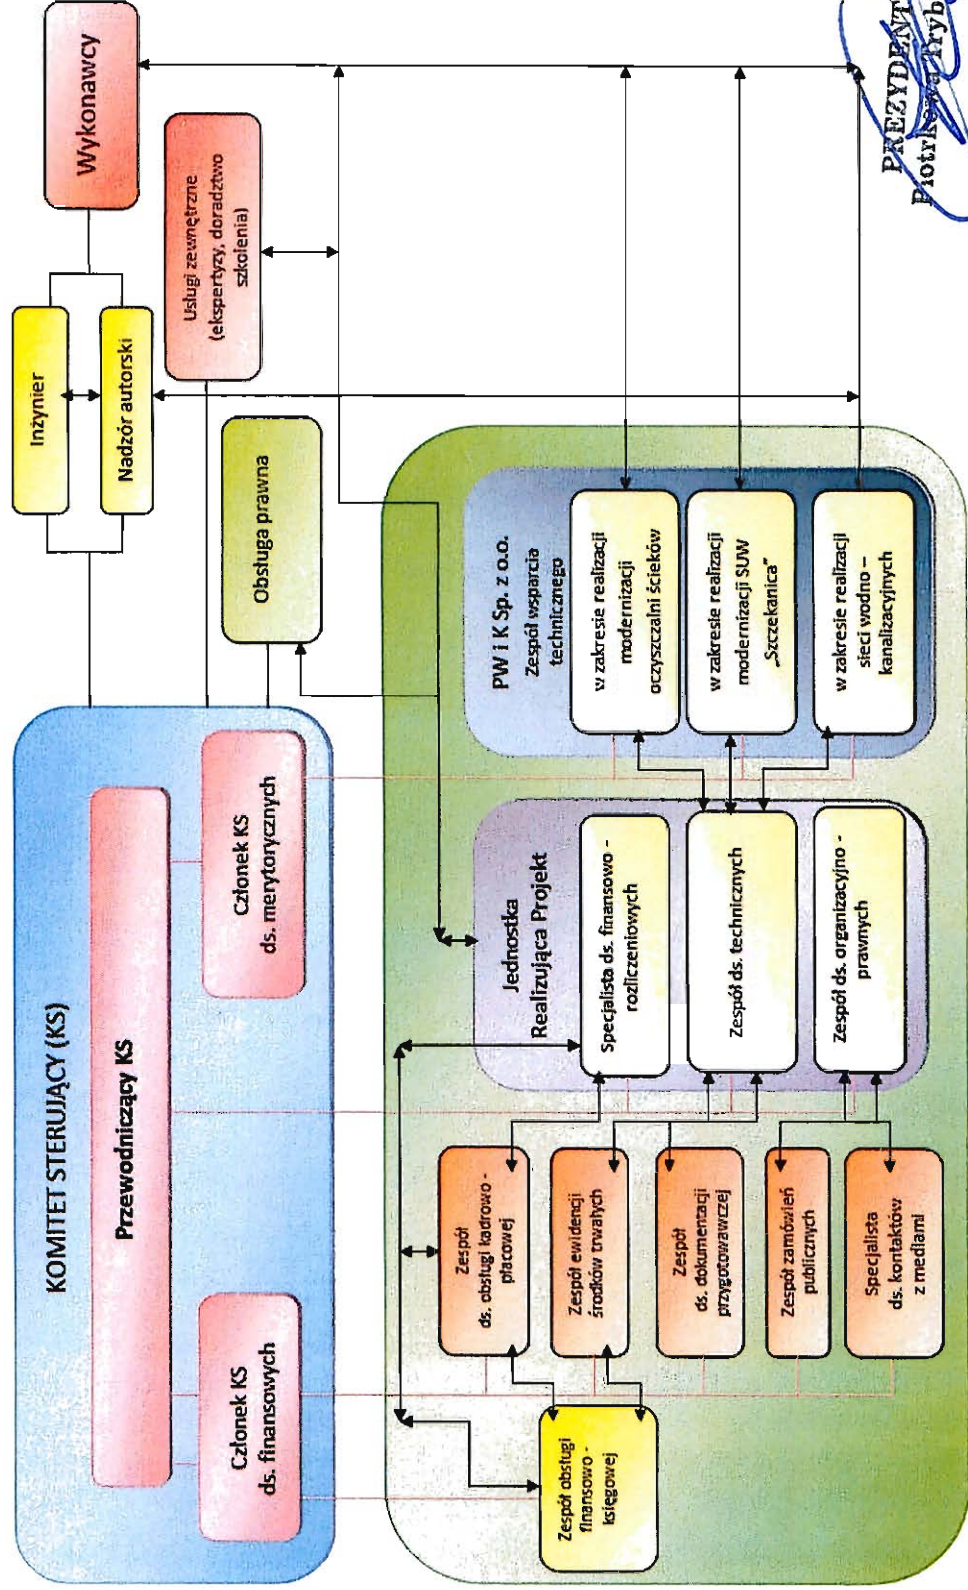 KOMITET STERUJĄCY (KS)
Przewodniczący KS
Członek KS
ds. finansowych
Członek KS
ds. merytorycznych
Inżynier
Nadzór autorski
Wykonawcy
Usługi zewnętrzne
(ekspertyzy, doradztwo
szkolenia)
Obsługa prawna
Zespół obsługi
finansowo -
księgowej
Zespół
ds. obsługi kadrowo -
płacowej
Zespół ewidencji
środków trwałych
Zespół
ds. dokumentacji
przygotowawczej
Zespół zamówień
publicznych
Specjalista
ds. kontaktów
z mediami
Jednostka
Realizująca Projekt
Specjalista ds. finansowo -
rozliczeniowych
Zespół ds. technicznych
Zespół ds. organizacyjno -
prawnych
PW i K Sp. z o.o.
Zespół wsparcia
technicznego
w zakresie realizacji
modernizacji
oczyszczalni ścieków
w zakresie realizacji
modernizacji SUW
„Szczekanica”
w zakresie realizacji
sieci wodno –
kanalizacyjnych
PREZYDENT
Piotrkowa Tryb